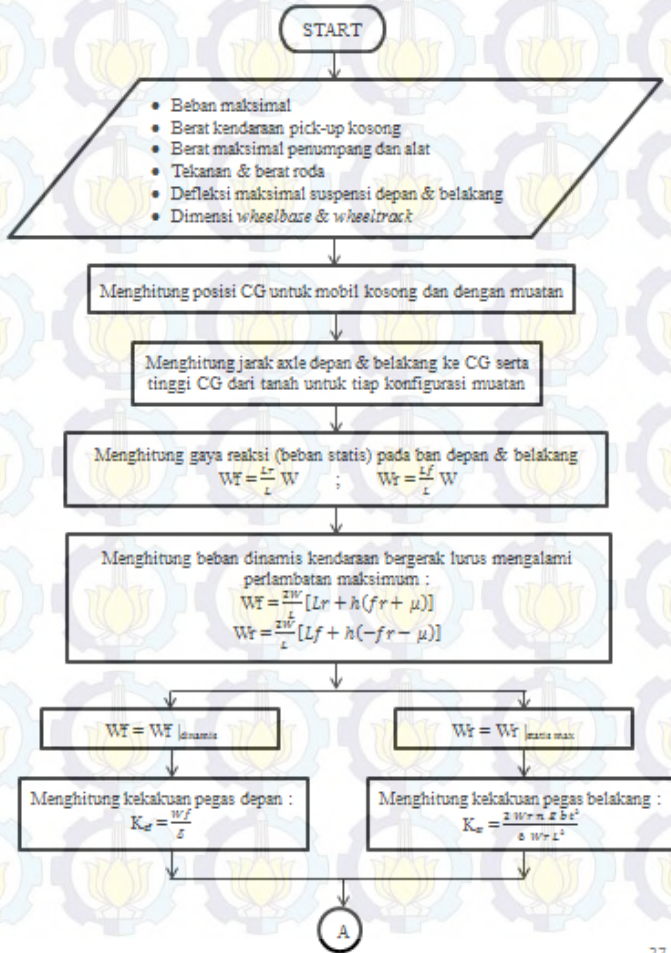 START
• Beban maksimal
• Berat kendaraan pick-up kosong
• Berat maksimal penumpang dan alat
• Tekanan & berat roda
• Defleksi maksimal suspensi depan & belakang
• Dimensi wheelbase & wheeltrack
Menghitung posisi CG untuk mobil kosong dan dengan muatan
Menghitung jarak axle depan & belakang ke CG serta
tinggi CG dari tanah untuk tiap konfigurasi muatan
Menghitung gaya reaksi (beban statis) pada ban depan & belakang
Wf = Lr/L W ; Wr = Lf/L W
Menghitung beban dinamis kendaraan bergerak lurus mengalami
perlambatan maksimum :
Wf = 2W/L [Lr + h(fr + μ)]
Wr = 2W/L [Lf + h(−fr − μ)]
Wf = Wf |dinamis
Wr = Wr |statis max
Menghitung kekakuan pegas depan :
Menghitung kekakuan pegas belakang :
A
27